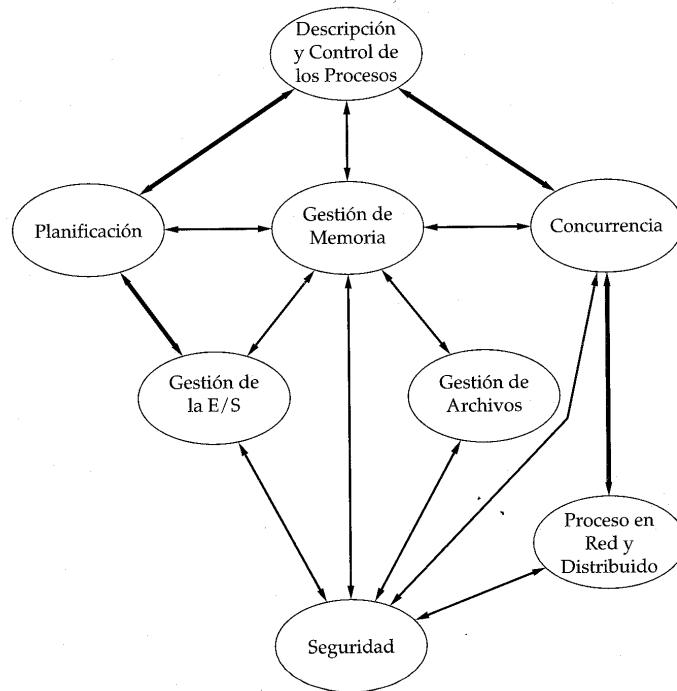 Descripción
y Control de
los Procesos
Planificación
Gestión de
Memoria
Concurrencia
Gestión de
la E/S
Gestión de
Archivos
Proceso en
Red y
Distribuido
Seguridad